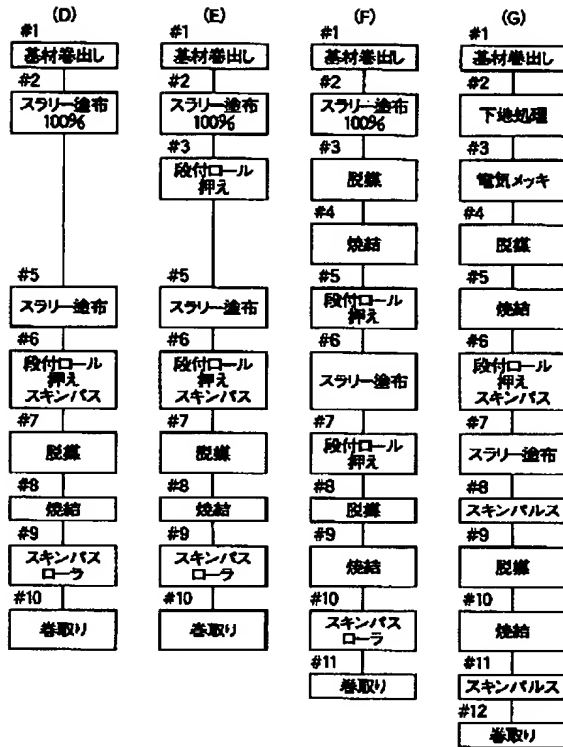 (D)
#1
基材巻出し
#2
スラリー塗布
100%
#5
スラリー塗布
#6
段付ロール
押え
スキンパス
#7
脱媒
#8
焼結
#9
スキンパス
ローラ
#10
巻取り
(E)
#1
基材巻出し
#2
スラリー塗布
100%
#3
段付ロール
押え
#5
スラリー塗布
#6
段付ロール
押え
スキンパス
#7
脱媒
#8
焼結
#9
スキンパス
ローラ
#10
巻取り
(F)
#1
基材巻出し
#2
スラリー塗布
100%
#3
脱媒
#4
焼結
#5
段付ロール
押え
#6
スラリー塗布
#7
段付ロール
押え
#8
脱媒
#9
焼結
#10
スキンパス
ローラ
#11
巻取り
(G)
#1
基材巻出し
#2
下地処理
#3
電気メッキ
#4
脱媒
#5
焼結
#6
段付ロール
押え
スキンパス
#7
スラリー塗布
#8
スキンパルス
#9
脱媒
#10
焼結
#11
スキンパルス
#12
巻取り